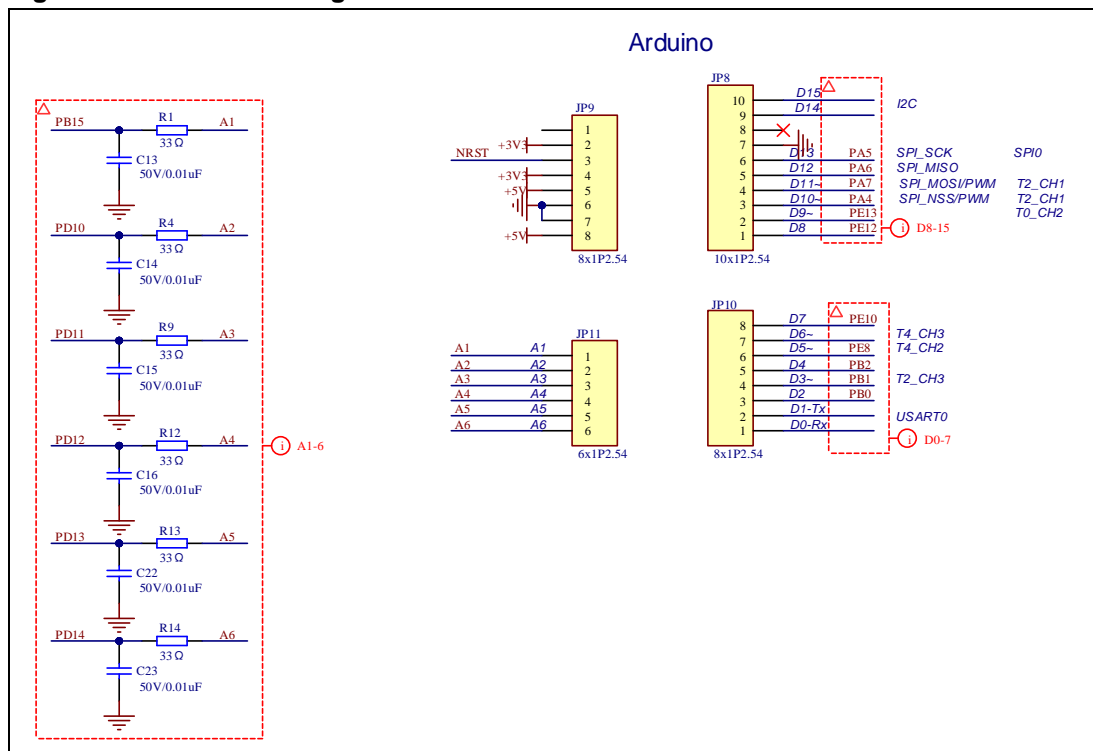 Arduino
PB15 R1 A1
33Ω
C13
50V/0.01uF
PD10 R4 A2
33Ω
C14
50V/0.01uF
PD11 R9 A3
33Ω
C15
50V/0.01uF
PD12 R12 A4
33Ω
C16
50V/0.01uF
PD13 R13 A5
33Ω
C22
50V/0.01uF
PD14 R14 A6
33Ω
C23
50V/0.01uF
i A1-6
JP9
1
+3V3 2
NRST 3
+3V3 4
+5V 5
6
7
+5V 8
8x1P2.54
JP8
10 D15 I2C
9 D14
8
7
6 D13 PA5 SPI_SCK SPI0
5 D12 PA6 SPI_MISO
4 D11~ PA7 SPI_MOSI/PWM T2_CH1
3 D10~ PA4 SPI_NSS/PWM T2_CH1
2 D9~ PE13 T0_CH2
1 D8 PE12
i D8-15
10x1P2.54
JP11
A1 A1 1
A2 A2 2
A3 A3 3
A4 A4 4
A5 A5 5
A6 A6 6
6x1P2.54
JP10
8 D7 PE10
7 D6~ T4_CH3
6 D5~ PE8 T4_CH2
5 D4 PB2
4 D3~ PB1 T2_CH3
3 D2 PB0
2 D1-Tx USART0
1 D0-Rx
i D0-7
8x1P2.54